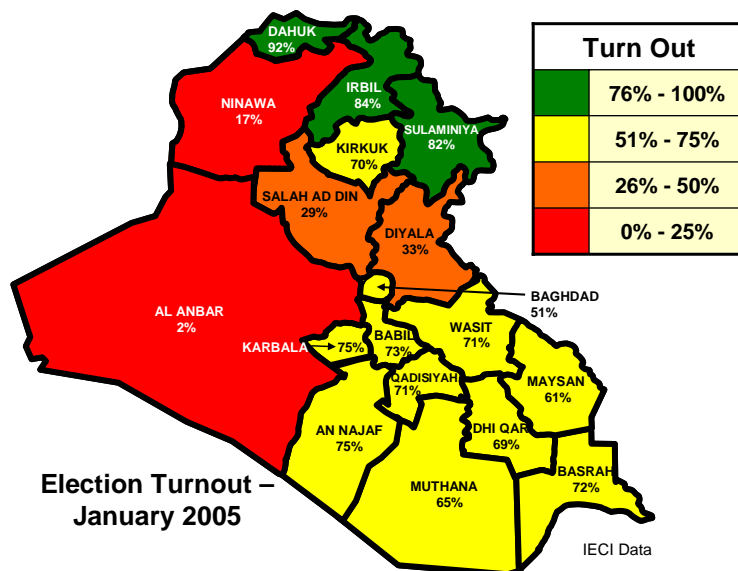 DAHUK
92%
NINAWA
17%
IRBIL
84%
SULAMINIYA
82%
KIRKUK
70%
SALAH AD DIN
29%
DIYALA
33%
AL ANBAR
2%
BAGHDAD
51%
KARBALA
75%
BABIL
73%
WASIT
71%
QADISIYAH
71%
MAYSAN
61%
AN NAJAF
75%
DHI QAR
69%
MUTHANA
65%
BASRAH
72%
Turn Out
76% - 100%
51% - 75%
26% - 50%
0% - 25%
Election Turnout –
January 2005
IECI Data